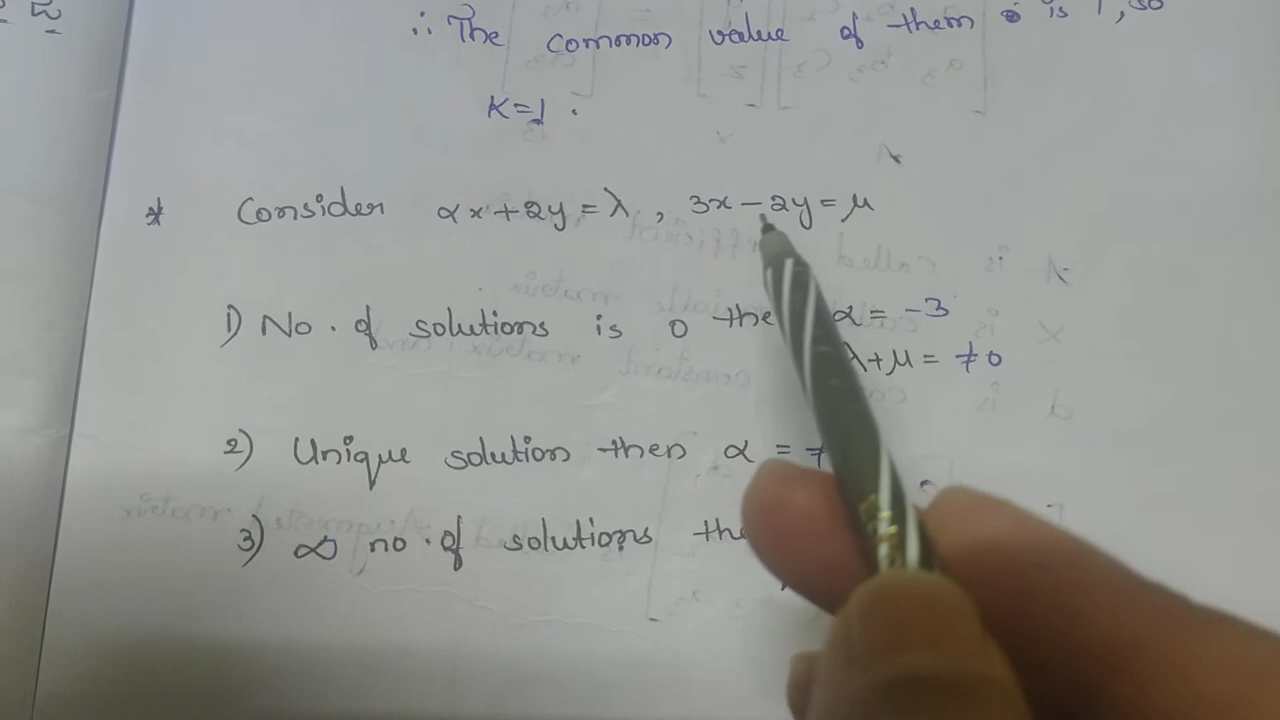 ∴ The common value of them is 1, so
K=1.
* Consider αx+2y=λ, 3x-2y=μ
1) No. of solutions is 0 the α = -3
λ+μ = ≠0
2) Unique solution then α = ≠
3) ∞ no. of solutions the